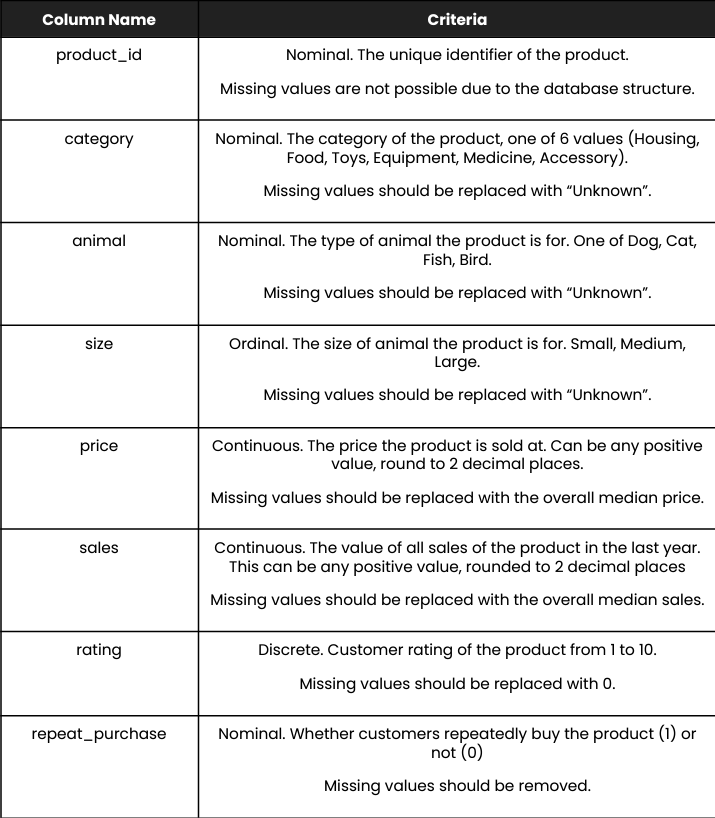 Column Name
Criteria
product_id
Nominal. The unique identifier of the product.
Missing values are not possible due to the database structure.
category
Nominal. The category of the product, one of 6 values (Housing,
Food, Toys, Equipment, Medicine, Accessory).
Missing values should be replaced with “Unknown”.
animal
Nominal. The type of animal the product is for. One of Dog, Cat,
Fish, Bird.
Missing values should be replaced with “Unknown”.
size
Ordinal. The size of animal the product is for. Small, Medium,
Large.
Missing values should be replaced with “Unknown”.
price
Continuous. The price the product is sold at. Can be any positive
value, round to 2 decimal places.
Missing values should be replaced with the overall median price.
sales
Continuous. The value of all sales of the product in the last year.
This can be any positive value, rounded to 2 decimal places
Missing values should be replaced with the overall median sales.
rating
Discrete. Customer rating of the product from 1 to 10.
Missing values should be replaced with 0.
repeat_purchase
Nominal. Whether customers repeatedly buy the product (1) or
not (0)
Missing values should be removed.